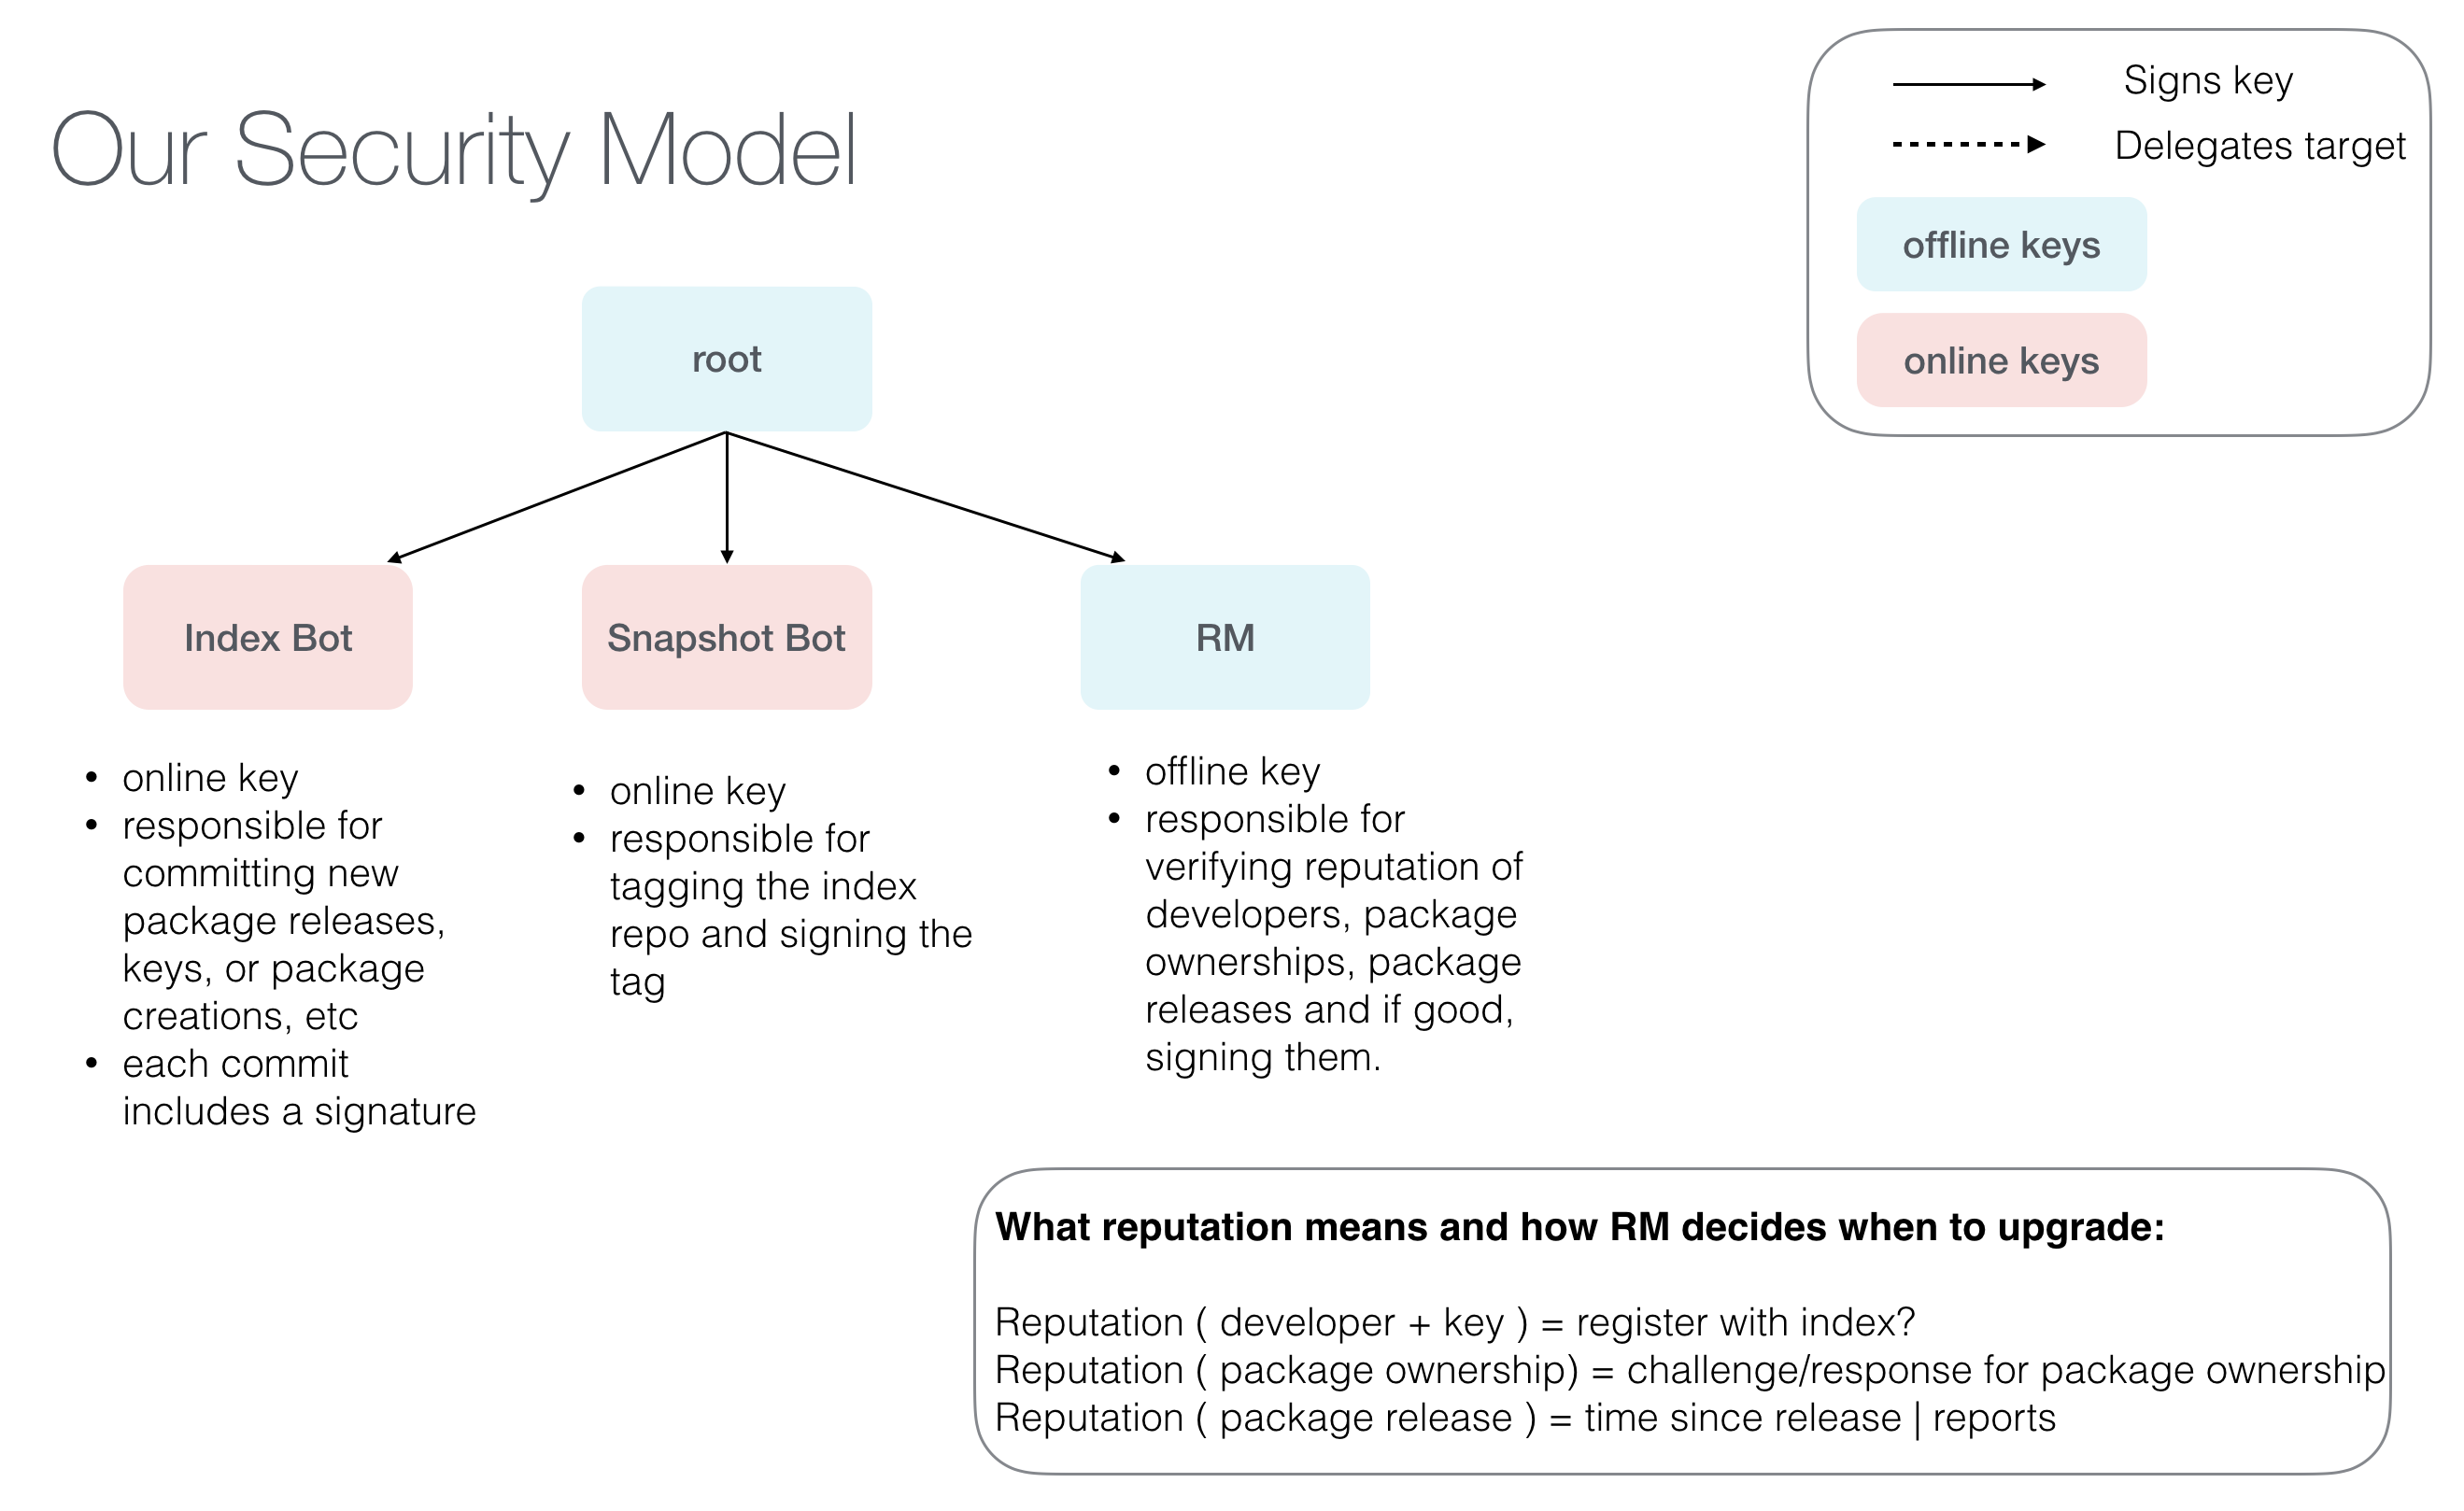 Our Security Model
Signs key
Delegates target
offline keys
online keys
root
Index Bot
Snapshot Bot
RM
• online key
• responsible for
committing new
package releases,
keys, or package
creations, etc
• each commit
includes a signature
• online key
• responsible for
tagging the index
repo and signing the
tag
• offline key
• responsible for
verifying reputation of
developers, package
ownerships, package
releases and if good,
signing them.
What reputation means and how RM decides when to upgrade:
Reputation ( developer + key ) = register with index?
Reputation ( package ownership) = challenge/response for package ownership
Reputation ( package release ) = time since release | reports